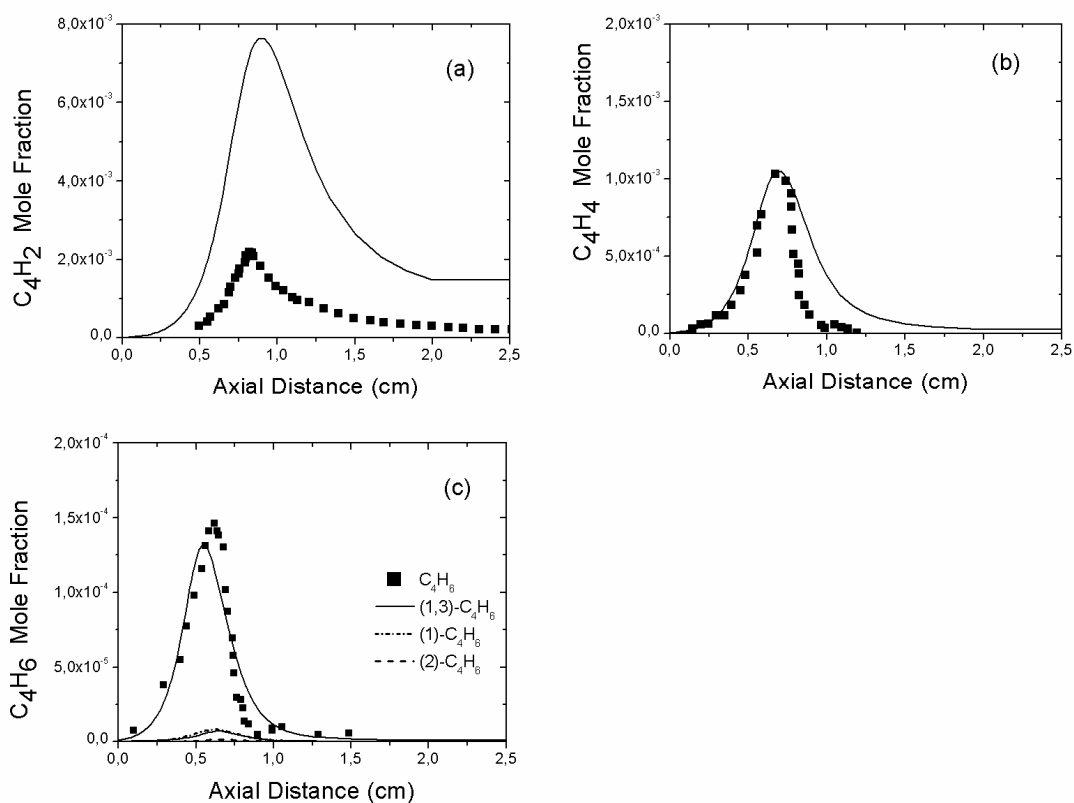 (a)
8,0x10⁻³
6,0x10⁻³
4,0x10⁻³
2,0x10⁻³
0,0
C₄H₂ Mole Fraction
0,0 0,5 1,0 1,5 2,0 2,5
Axial Distance (cm)
(b)
2,0x10⁻³
1,5x10⁻³
1,0x10⁻³
5,0x10⁻⁴
0,0
C₄H₄ Mole Fraction
0,0 0,5 1,0 1,5 2,0 2,5
Axial Distance (cm)
(c)
2,0x10⁻⁴
1,5x10⁻⁴
1,0x10⁻⁴
5,0x10⁻⁵
0,0
C₄H₆ Mole Fraction
C₄H₆
(1,3)-C₄H₆
(1)-C₄H₆
(2)-C₄H₆
0,0 0,5 1,0 1,5 2,0 2,5
Axial Distance (cm)